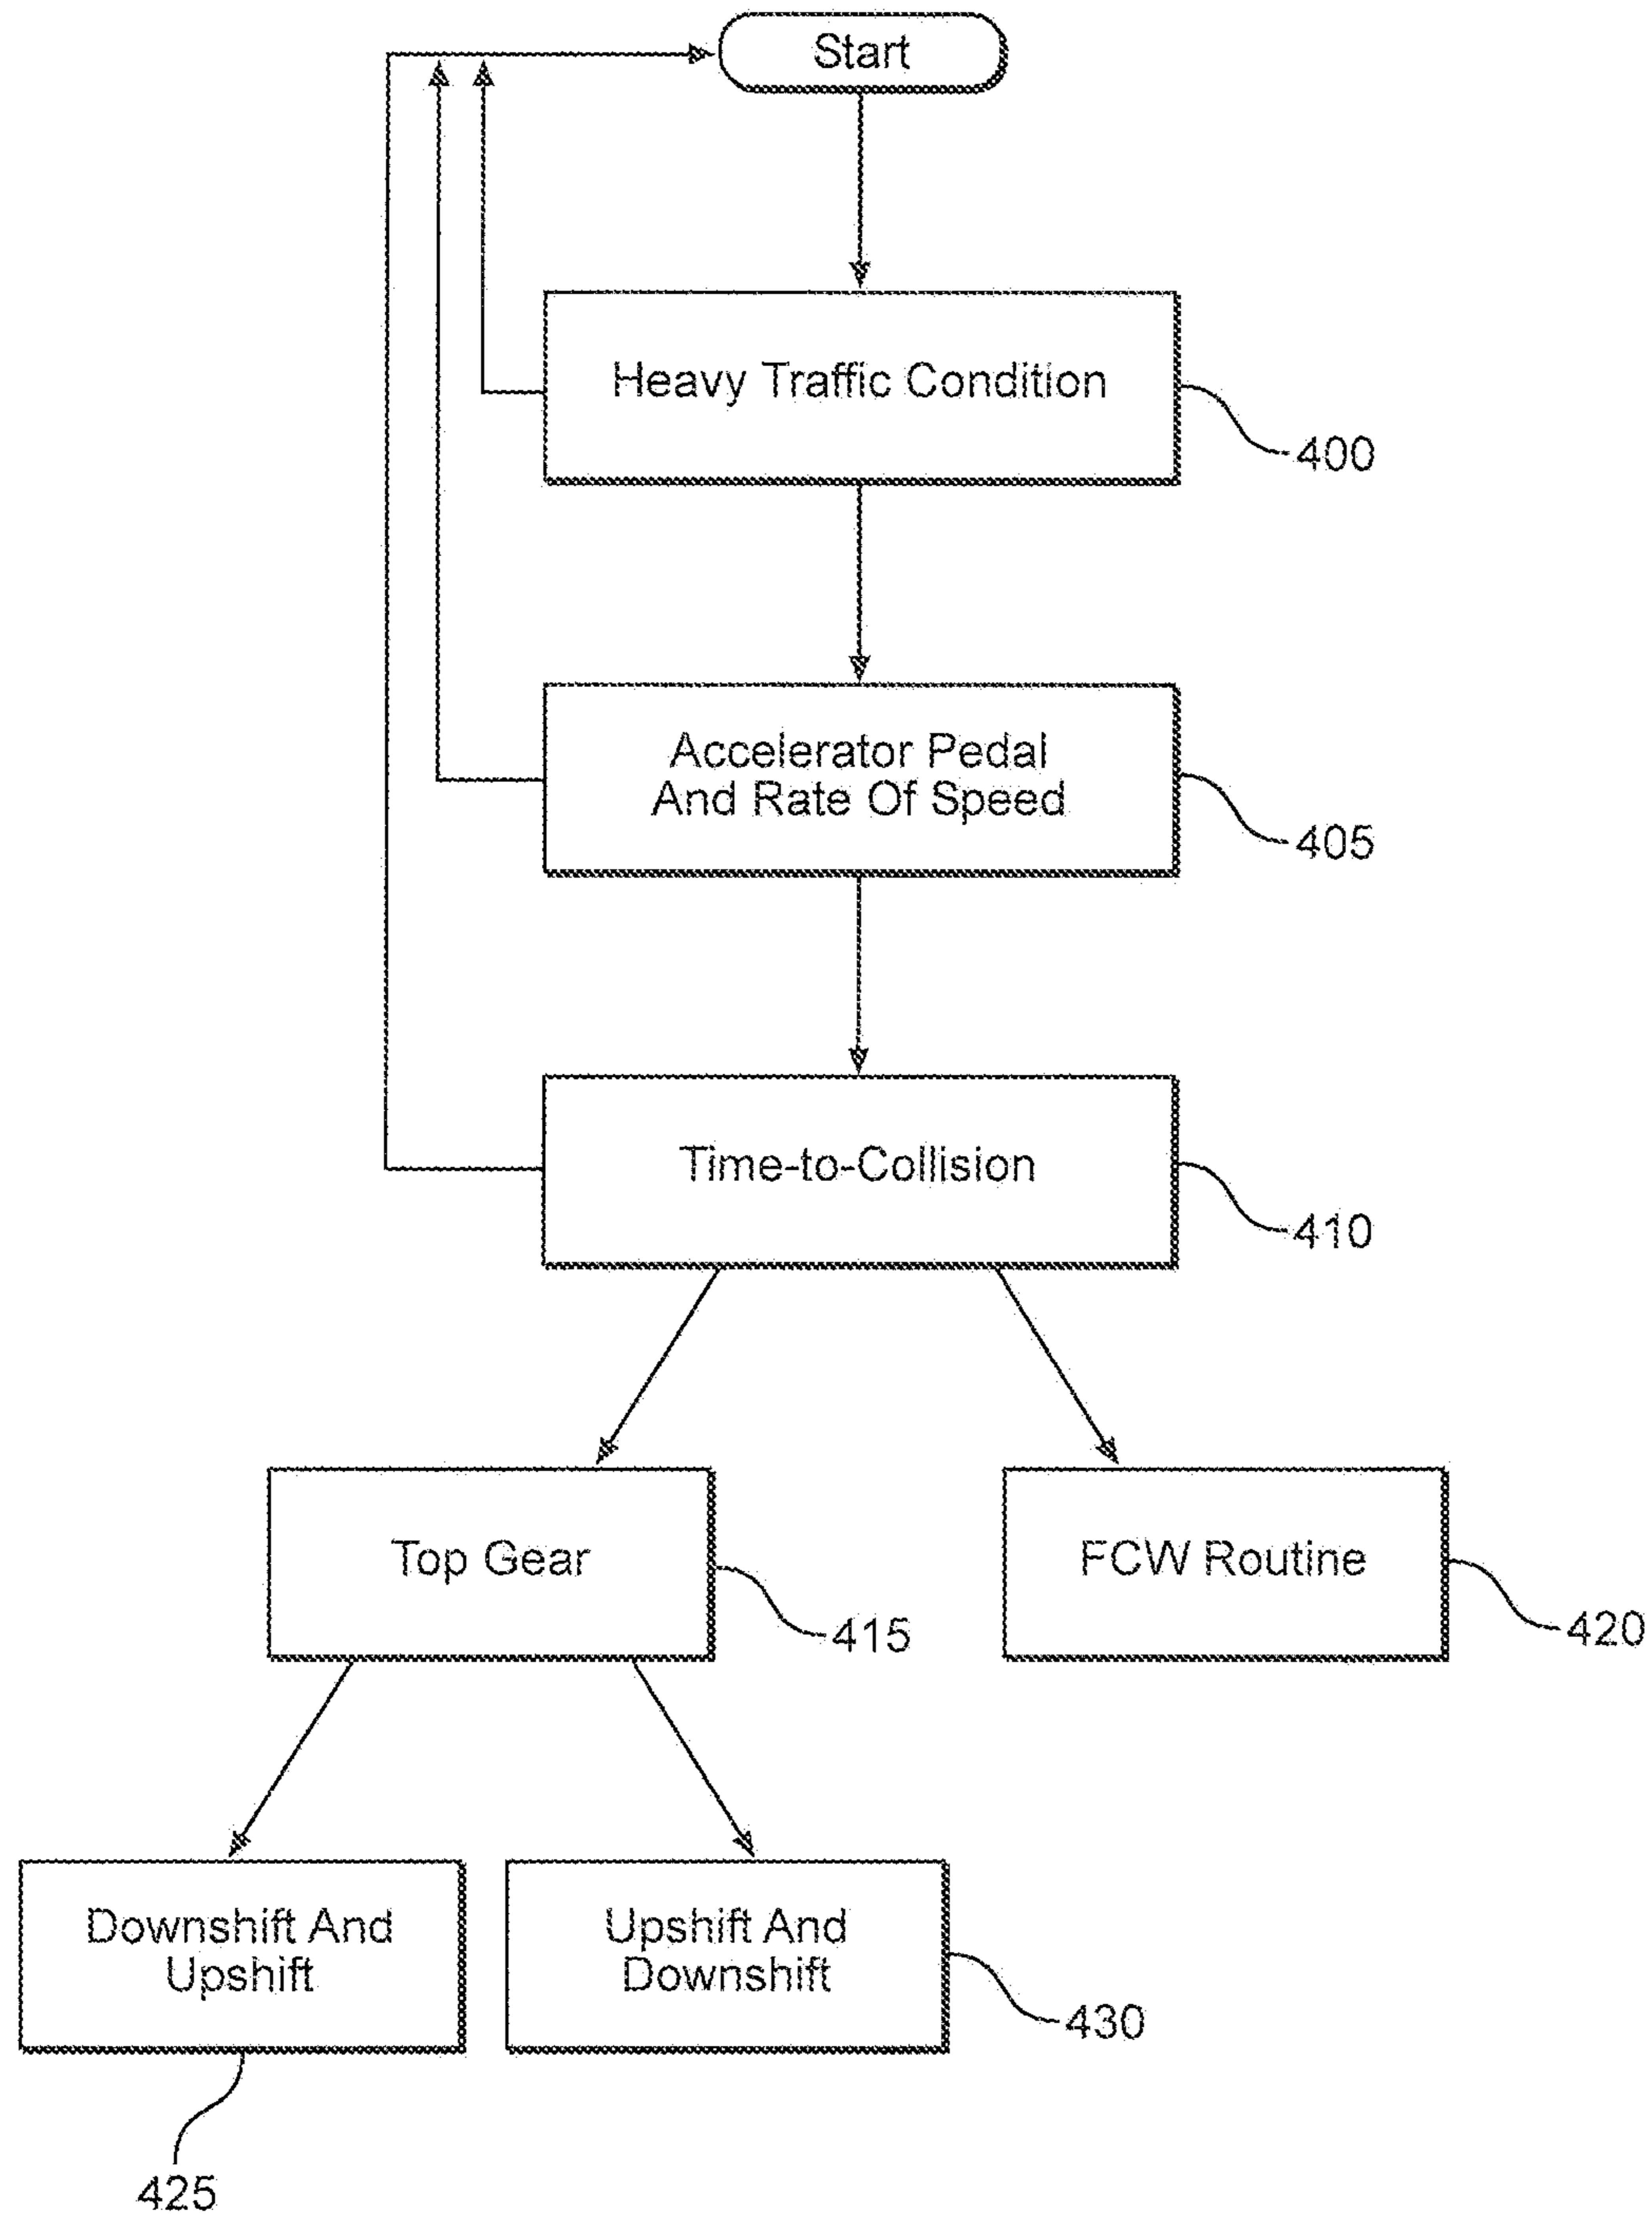 Start
Heavy Traffic Condition
400
Accelerator Pedal
And Rate Of Speed
405
Time-to-Collision
410
Top Gear
415
FCW Routine
420
Downshift And
Upshift
425
Upshift And
Downshift
430